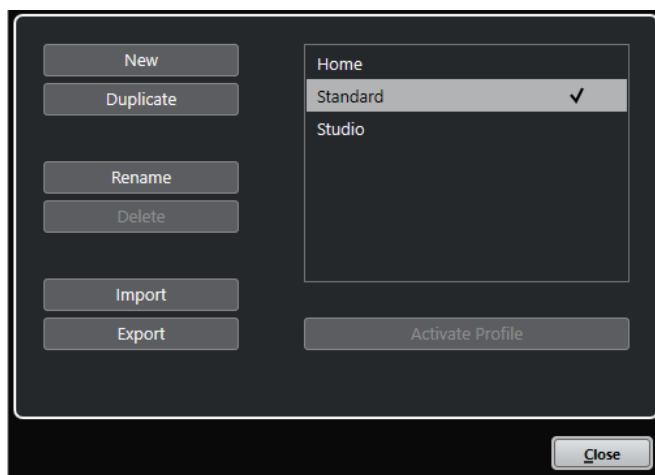 New
Duplicate
Rename
Delete
Import
Export
Home
Standard
Studio
Activate Profile
Close